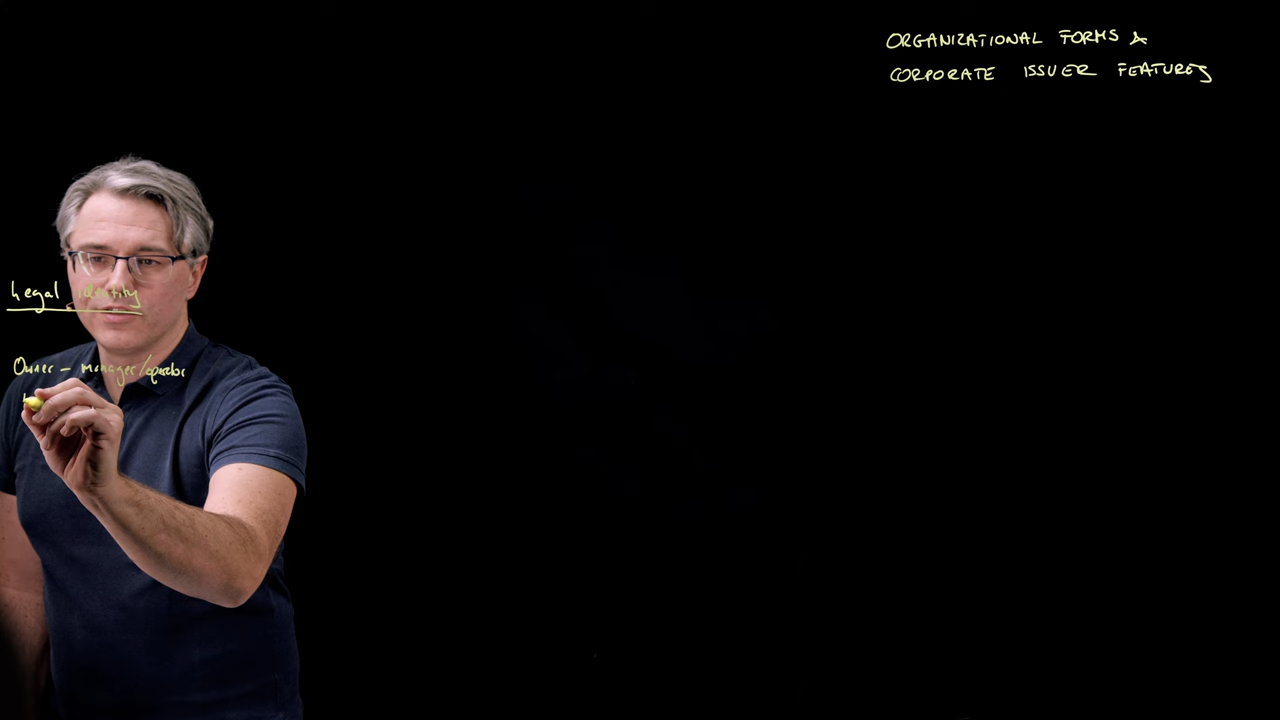 ORGANIZATIONAL FORMS &
CORPORATE ISSUER FEATURES
Legal identity
Owner - manager/operator